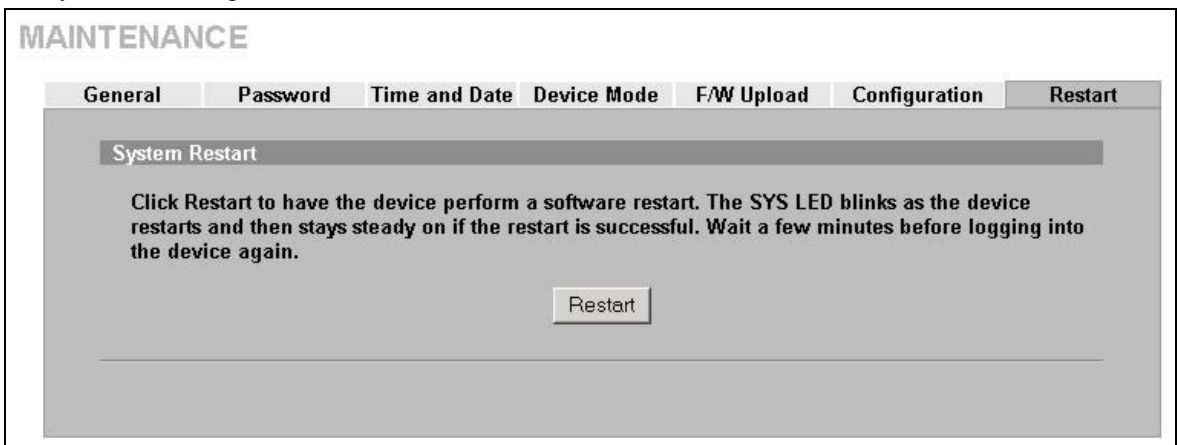 MAINTENANCE
General Password Time and Date Device Mode F/W Upload Configuration Restart
System Restart
Click Restart to have the device perform a software restart. The SYS LED blinks as the device
restarts and then stays steady on if the restart is successful. Wait a few minutes before logging into
the device again.
Restart